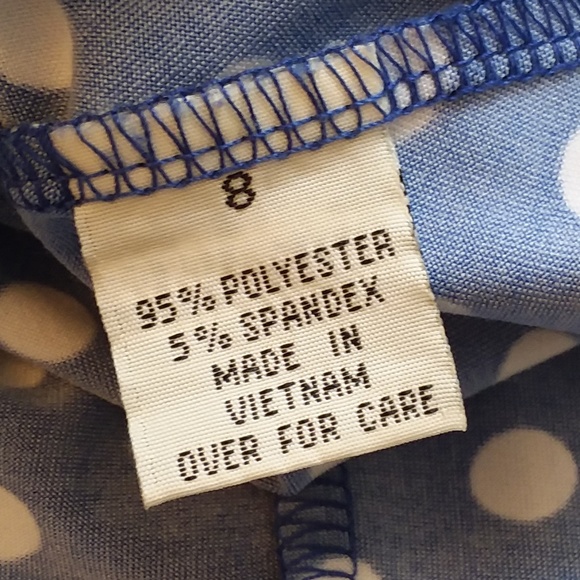 8
95% POLYESTER
5% SPANDEX
MADE IN
VIETNAM
OVER FOR CARE